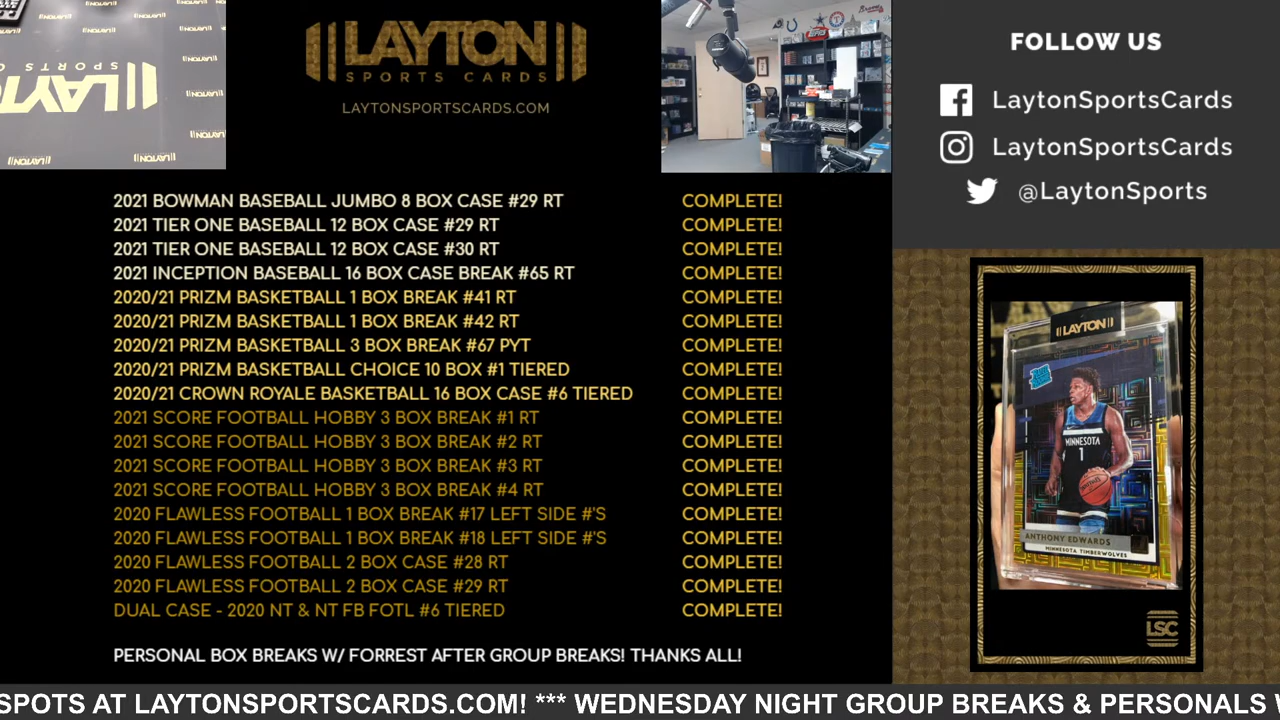 LAYTON
SPORTS CARDS
LAYTONSPORTSCARDS.COM
2021 BOWMAN BASEBALL JUMBO 8 BOX CASE #29 RT COMPLETE!
2021 TIER ONE BASEBALL 12 BOX CASE #29 RT COMPLETE!
2021 TIER ONE BASEBALL 12 BOX CASE #30 RT COMPLETE!
2021 INCEPTION BASEBALL 16 BOX CASE BREAK #65 RT COMPLETE!
2020/21 PRIZM BASKETBALL 1 BOX BREAK #41 RT COMPLETE!
2020/21 PRIZM BASKETBALL 1 BOX BREAK #42 RT COMPLETE!
2020/21 PRIZM BASKETBALL 3 BOX BREAK #67 PYT COMPLETE!
2020/21 PRIZM BASKETBALL CHOICE 10 BOX #1 TIERED COMPLETE!
2020/21 CROWN ROYALE BASKETBALL 16 BOX CASE #6 TIERED COMPLETE!
2021 SCORE FOOTBALL HOBBY 3 BOX BREAK #1 RT COMPLETE!
2021 SCORE FOOTBALL HOBBY 3 BOX BREAK #2 RT COMPLETE!
2021 SCORE FOOTBALL HOBBY 3 BOX BREAK #3 RT COMPLETE!
2021 SCORE FOOTBALL HOBBY 3 BOX BREAK #4 RT COMPLETE!
2020 FLAWLESS FOOTBALL 1 BOX BREAK #17 LEFT SIDE #'S COMPLETE!
2020 FLAWLESS FOOTBALL 1 BOX BREAK #18 LEFT SIDE #'S COMPLETE!
2020 FLAWLESS FOOTBALL 2 BOX CASE #28 RT COMPLETE!
2020 FLAWLESS FOOTBALL 2 BOX CASE #29 RT COMPLETE!
DUAL CASE - 2020 NT & NT FB FOTL #6 TIERED COMPLETE!
PERSONAL BOX BREAKS W/ FORREST AFTER GROUP BREAKS! THANKS ALL!
FOLLOW US
LaytonSportsCards
LaytonSportsCards
@LaytonSports
LAYTON
MINNESOTA
1
ANTHONY EDWARDS
MINNESOTA TIMBERWOLVES
LSC
SPOTS AT LAYTONSPORTSCARDS.COM! *** WEDNESDAY NIGHT GROUP BREAKS & PERSONALS